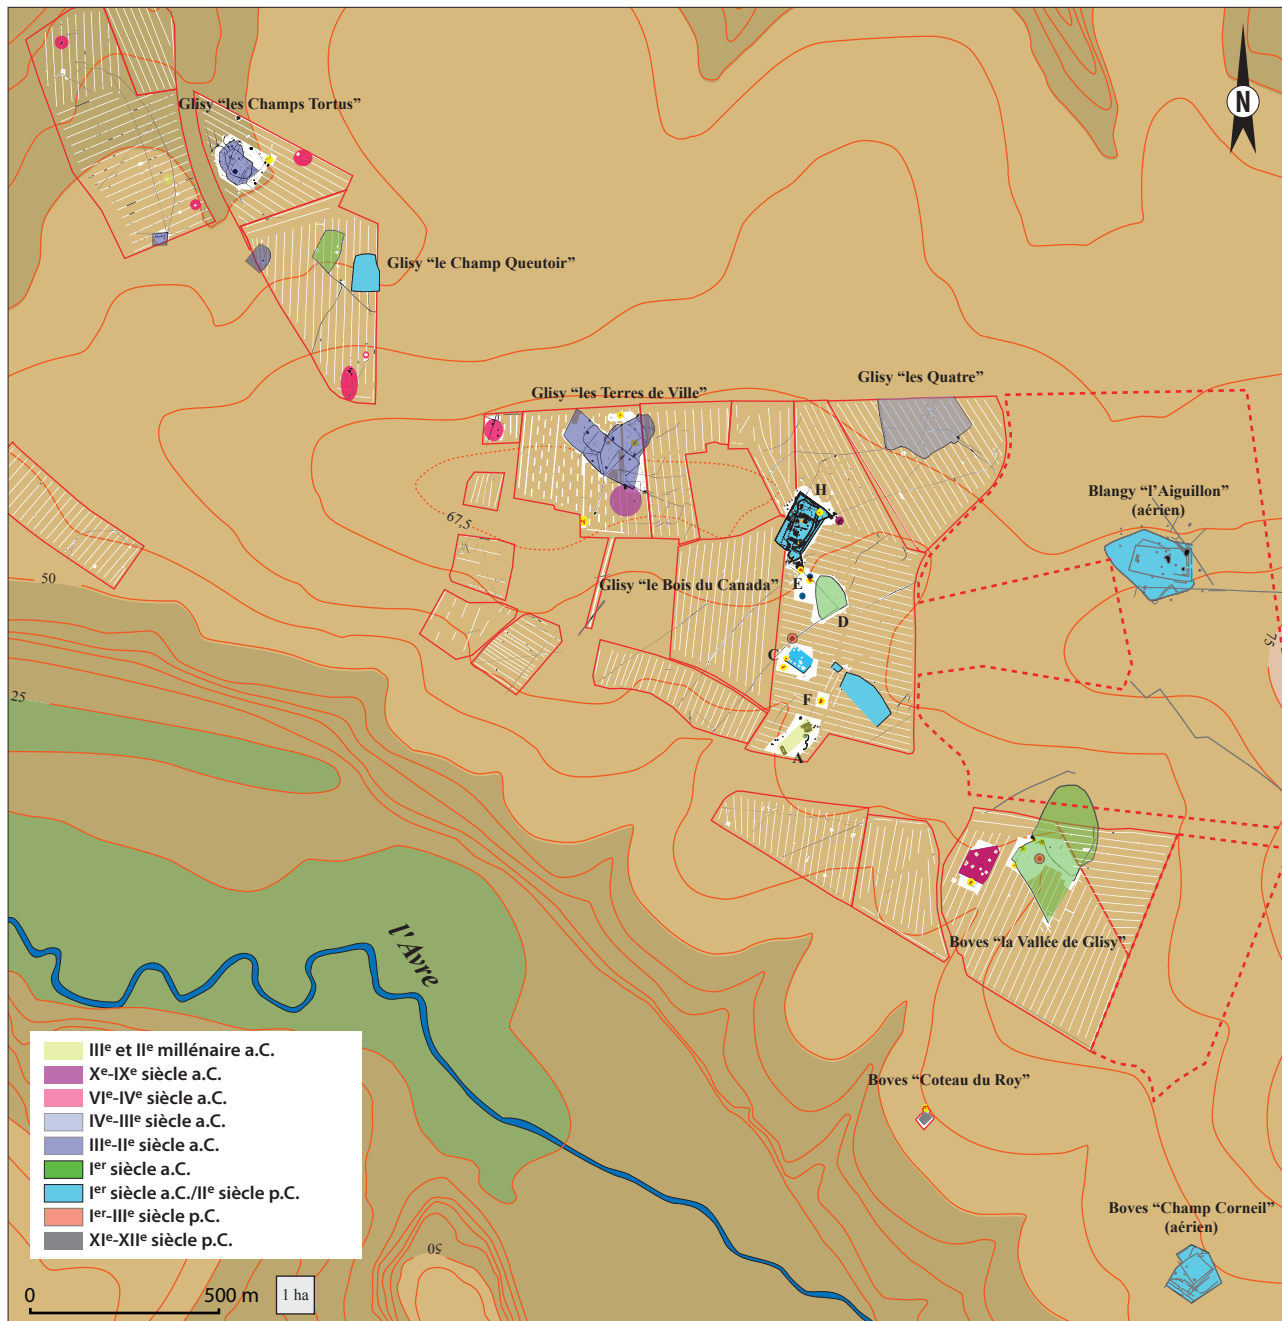 N
Glisy “les Champs Tortus”
Glisy “le Champ Queutoir”
Glisy “les Quatre”
Glisy “les Terres de Ville”
H
Blangy “l’Aiguillon”
(aérien)
67,5
50
Glisy “le Bois du Canada”
E
D
75
C
25
F
A
l'Avre
Boves “la Vallée de Glisy”
Boves “Coteau du Roy”
Boves “Champ Corneil”
(aérien)
50
IIIe et IIe millénaire a.C.
Xe-IXe siècle a.C.
VIe-IVe siècle a.C.
IVe-IIIe siècle a.C.
IIIe-IIe siècle a.C.
Ier siècle a.C.
Ier siècle a.C./IIe siècle p.C.
Ier-IIIe siècle p.C.
XIe-XIIe siècle p.C.
0 500 m
1 ha